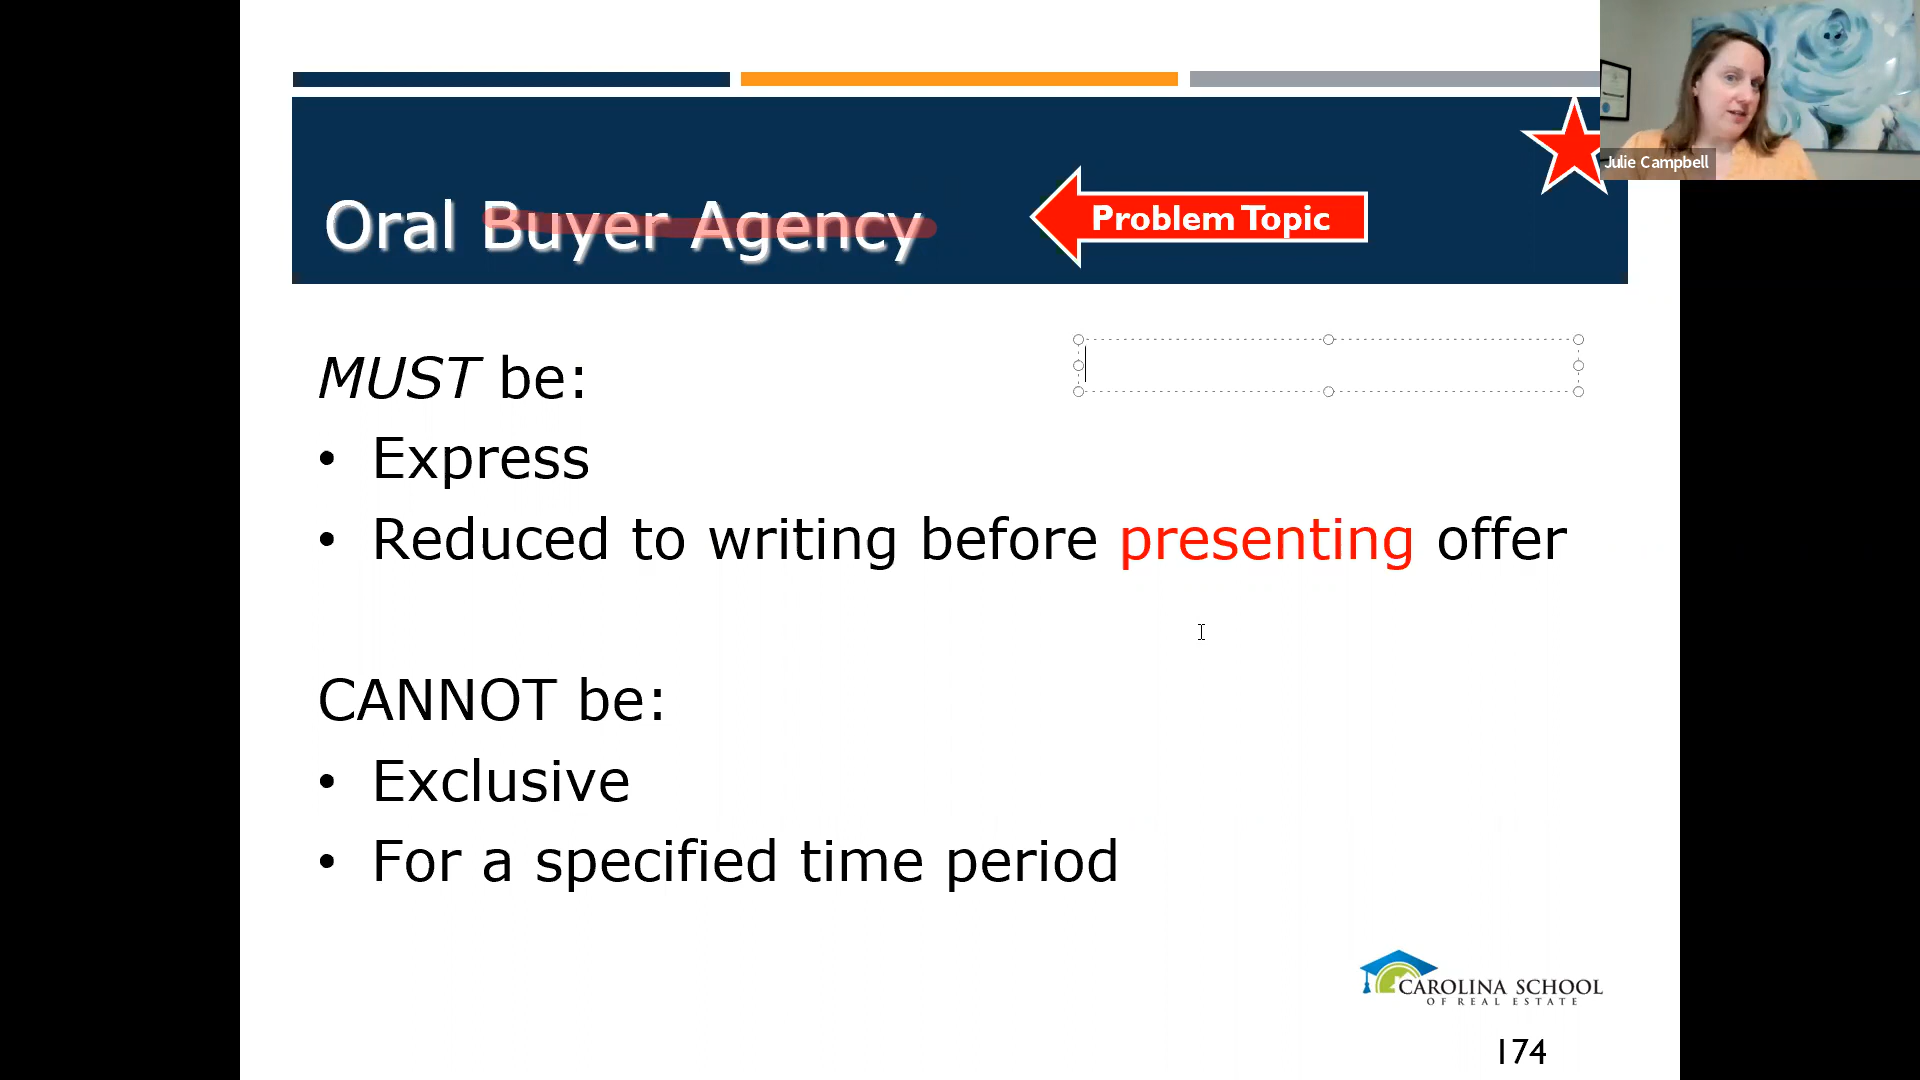 Julie Campbell
Oral Buyer Agency
Problem Topic
MUST be:
• Express
• Reduced to writing before presenting offer
CANNOT be:
• Exclusive
• For a specified time period
CAROLINA SCHOOL
OF REAL ESTATE
174